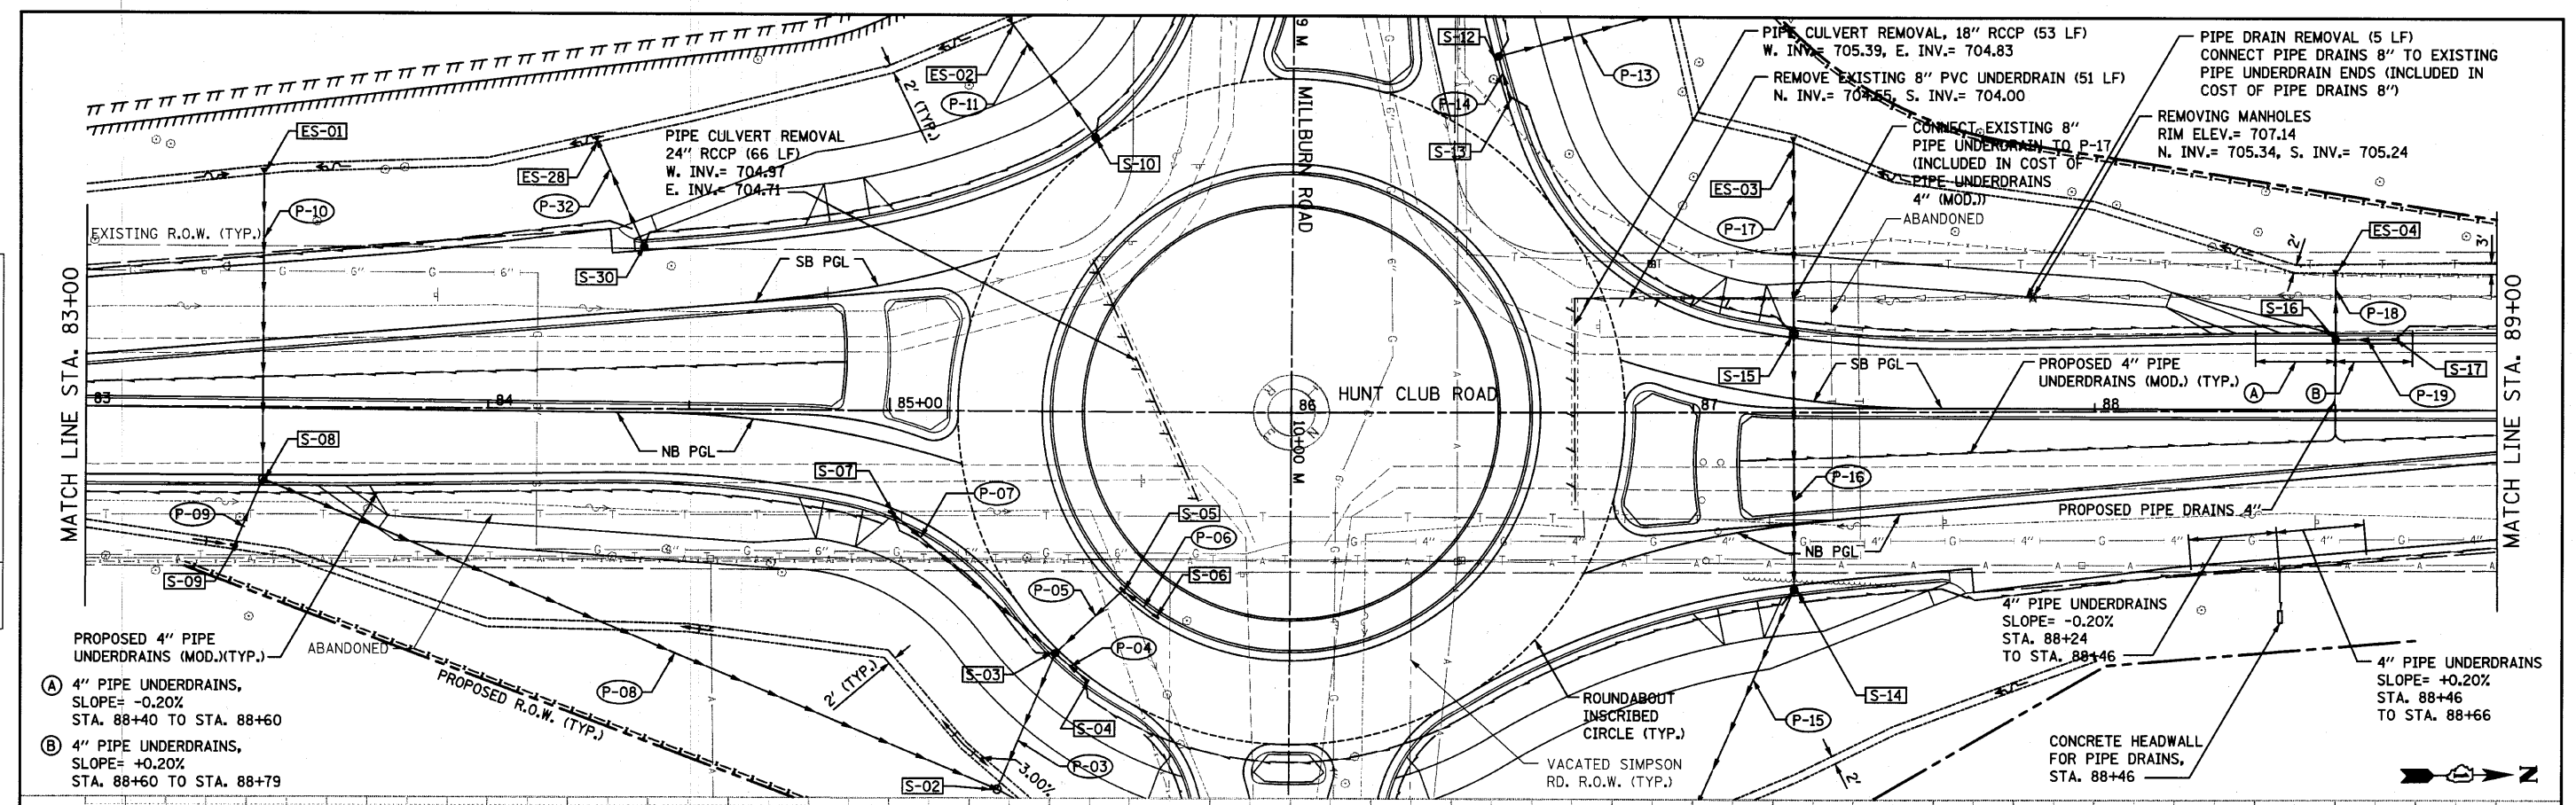 PIPE CULVERT REMOVAL, 18" RCCP (53 LF)
W. INV.= 705.39, E. INV.= 704.83
REMOVE EXISTING 8" PVC UNDERDRAIN (51 LF)
N. INV.= 704.65, S. INV.= 704.00
PIPE DRAIN REMOVAL (5 LF)
CONNECT PIPE DRAINS 8" TO EXISTING
PIPE UNDERDRAIN ENDS (INCLUDED IN
COST OF PIPE DRAINS 8")
REMOVING MANHOLES
RIM ELEV.= 707.14
N. INV.= 705.34, S. INV.= 705.24
CONNECT EXISTING 8"
PIPE UNDERDRAIN TO P-17
(INCLUDED IN COST OF
PIPE UNDERDRAINS
4" (MOD.))
ABANDONED
S-12
P-13
P-14
S-13
ES-02
P-11
2' (TYP.)
S-10
ES-01
ES-28
P-32
P-10
PIPE CULVERT REMOVAL
24" RCCP (66 LF)
W. INV.= 704.97
E. INV.= 704.71
9 M
MILLBURN ROAD
ES-03
P-17
ES-04
2'
3'
EXISTING R.O.W. (TYP.)
6" G G 6"
S-30
SB PGL
S-16
P-18
MATCH LINE STA. 83+00
MATCH LINE STA. 89+00
S-15
SB PGL
PROPOSED 4" PIPE
UNDERDRAINS (MOD.) (TYP.)
S-17
A
B
P-19
83
84
85+00
86
HUNT CLUB ROAD
87
88
10+00 M
NB PGL
S-08
S-07
P-07
P-16
P-09
S-05
P-06
S-06
P-05
PROPOSED PIPE DRAINS 4"
NB PGL
S-09
PROPOSED 4" PIPE
UNDERDRAINS (MOD.)(TYP.)
ABANDONED
P-04
S-03
S-04
P-08
PROPOSED R.O.W. (TYP.)
2' (TYP.)
P-03
3.00%
S-02
A 4" PIPE UNDERDRAINS,
SLOPE= -0.20%
STA. 88+40 TO STA. 88+60
B 4" PIPE UNDERDRAINS,
SLOPE= +0.20%
STA. 88+60 TO STA. 88+79
ROUNDABOUT
INSCRIBED
CIRCLE (TYP.)
VACATED SIMPSON
RD. R.O.W. (TYP.)
S-14
P-15
2'
4" PIPE UNDERDRAINS
SLOPE= -0.20%
STA. 88+24
TO STA. 88+46
4" PIPE UNDERDRAINS
SLOPE= +0.20%
STA. 88+46
TO STA. 88+66
CONCRETE HEADWALL
FOR PIPE DRAINS,
STA. 88+46
N